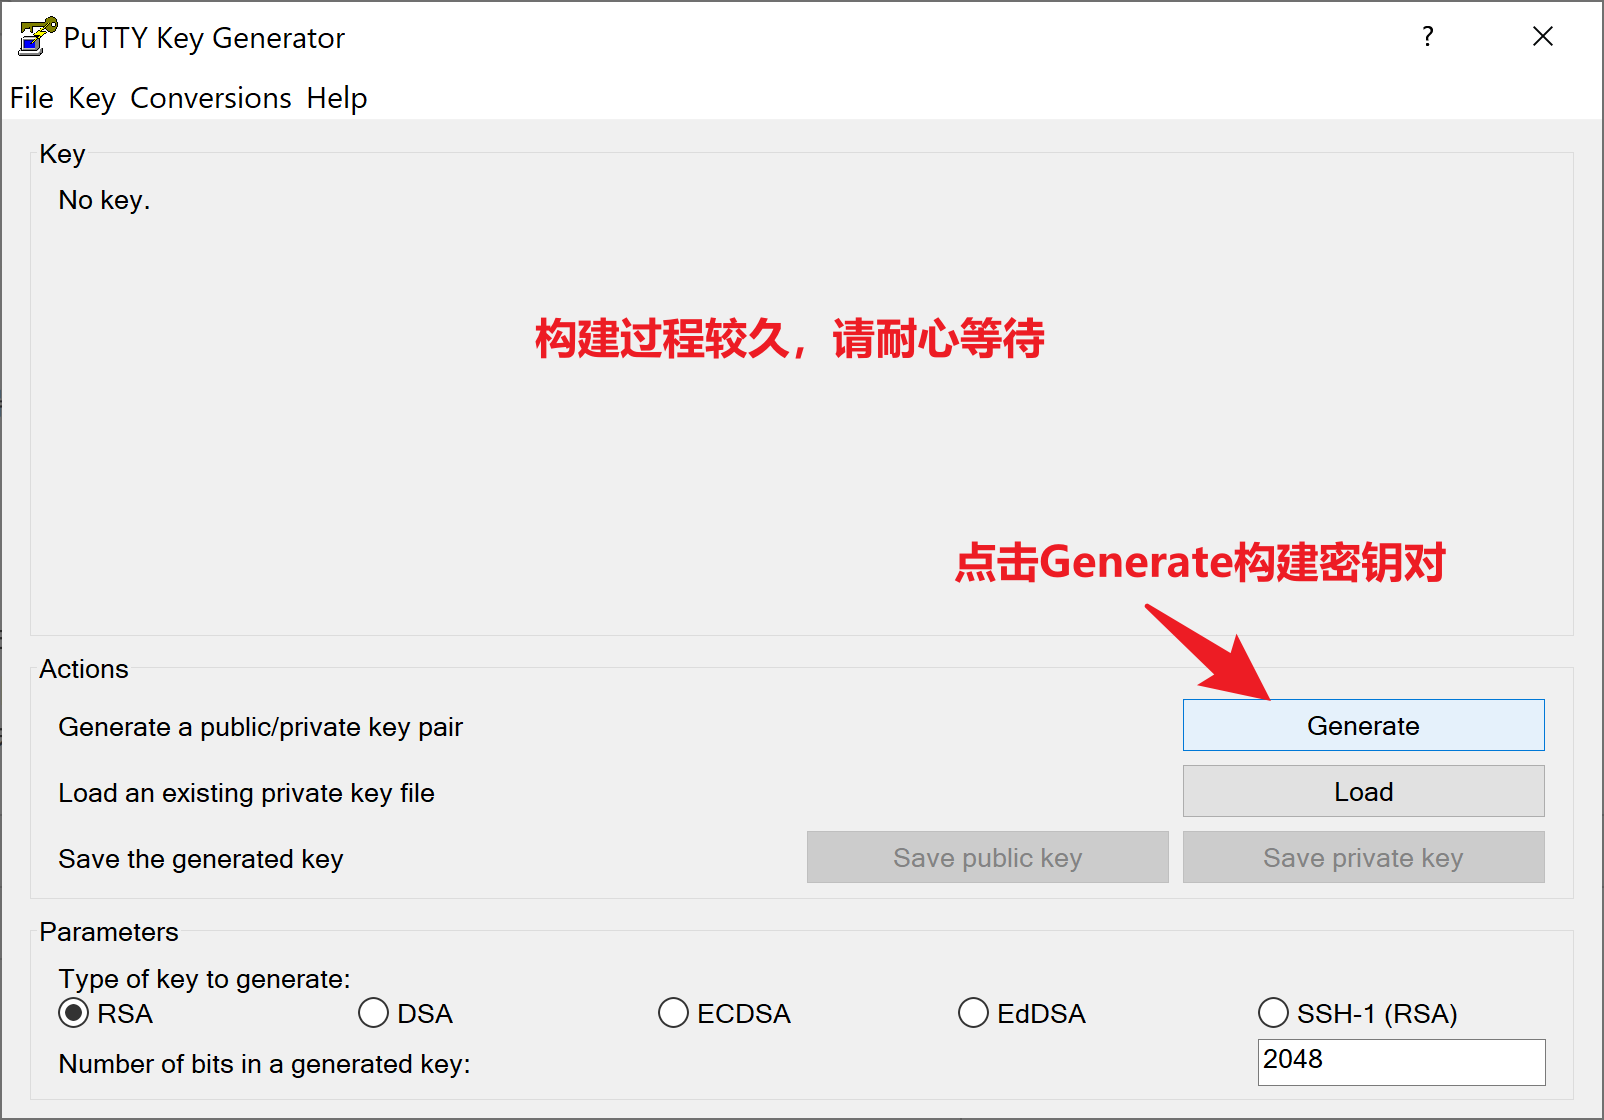 PuTTY Key Generator
?
File Key Conversions Help
Key
No key.
构建过程较久，请耐心等待
点击Generate构建密钥对
Actions
Generate a public/private key pair
Generate
Load an existing private key file
Load
Save the generated key
Save public key
Save private key
Parameters
Type of key to generate:
RSA
DSA
ECDSA
EdDSA
SSH-1 (RSA)
Number of bits in a generated key:
2048